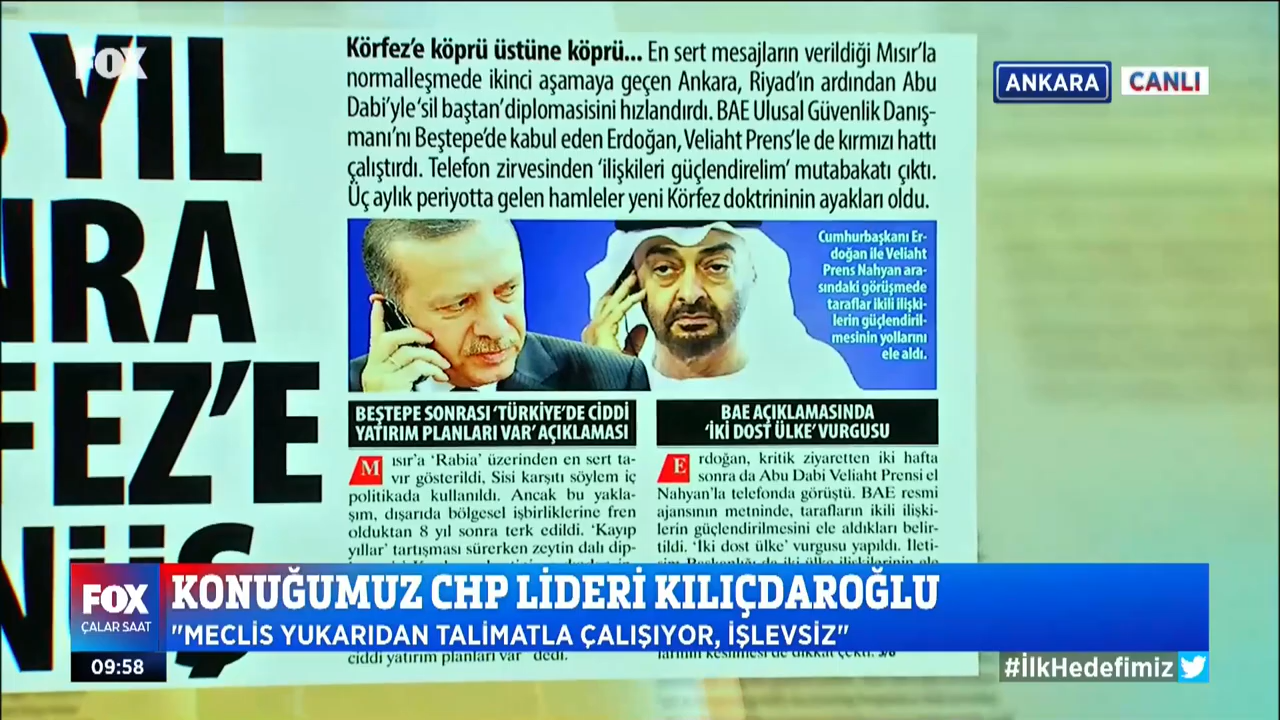 FOX
YIL
NRA
FEZ'E
Körfez'e köprü üstüne köprü... En sert mesajların verildiği Mısır'la
normalleşmede ikinci aşamaya geçen Ankara, Riyad'ın ardından Abu
Dabi'yle 'sil baştan' diplomasisini hızlandırdı. BAE Ulusal Güvenlik Danış-
manı'nı Beştepe'de kabul eden Erdoğan, Veliaht Prens'le de kırmızı hattı
çalıştırdı. Telefon zirvesinden 'ilişkileri güçlendirelim' mutabakatı çıktı.
Üç aylık periyotta gelen hamleler yeni Körfez doktrininin ayakları oldu.
Cumhurbaşkanı Er-
doğan ile Veliaht
Prens Nahyan ara-
sındaki görüşmede
taraflar ikili ilişki-
lerin güçlendiril-
mesinin yollarını
ele aldı.
BEŞTEPE SONRASI 'TÜRKİYE'DE CİDDİ
YATIRIM PLANLARI VAR' AÇIKLAMASI
Mısır'a 'Rabia' üzerinden en sert ta-
vır gösterildi, Sisi karşıtı söylem iç
politikada kullanıldı. Ancak bu yakla-
şım, dışarıda bölgesel işbirliklerine fren
olduktan 8 yıl sonra terk edildi. 'Kayıp
yıllar' tartışması sürerken zeytin dalı dip-
ciddi yatırım planları var' dedi.
BAE AÇIKLAMASINDA
'İKİ DOST ÜLKE' VURGUSU
Erdoğan, kritik ziyaretten iki hafta
sonra da Abu Dabi Veliaht Prensi el
Nahyan'la telefonda görüştü. BAE resmi
ajansının metninde, tarafların ikili ilişki-
lerin güçlendirilmesini ele aldıkları belir-
tildi. 'İki dost ülke' vurgusu yapıldı. İleti-
ANKARA
CANLI
FOX
ÇALAR SAAT
09:58
KONUĞUMUZ CHP LİDERİ KILIÇDAROĞLU
"MECLİS YUKARIDAN TALİMATLA ÇALIŞIYOR, İŞLEVSİZ"
#İlkHedefimiz